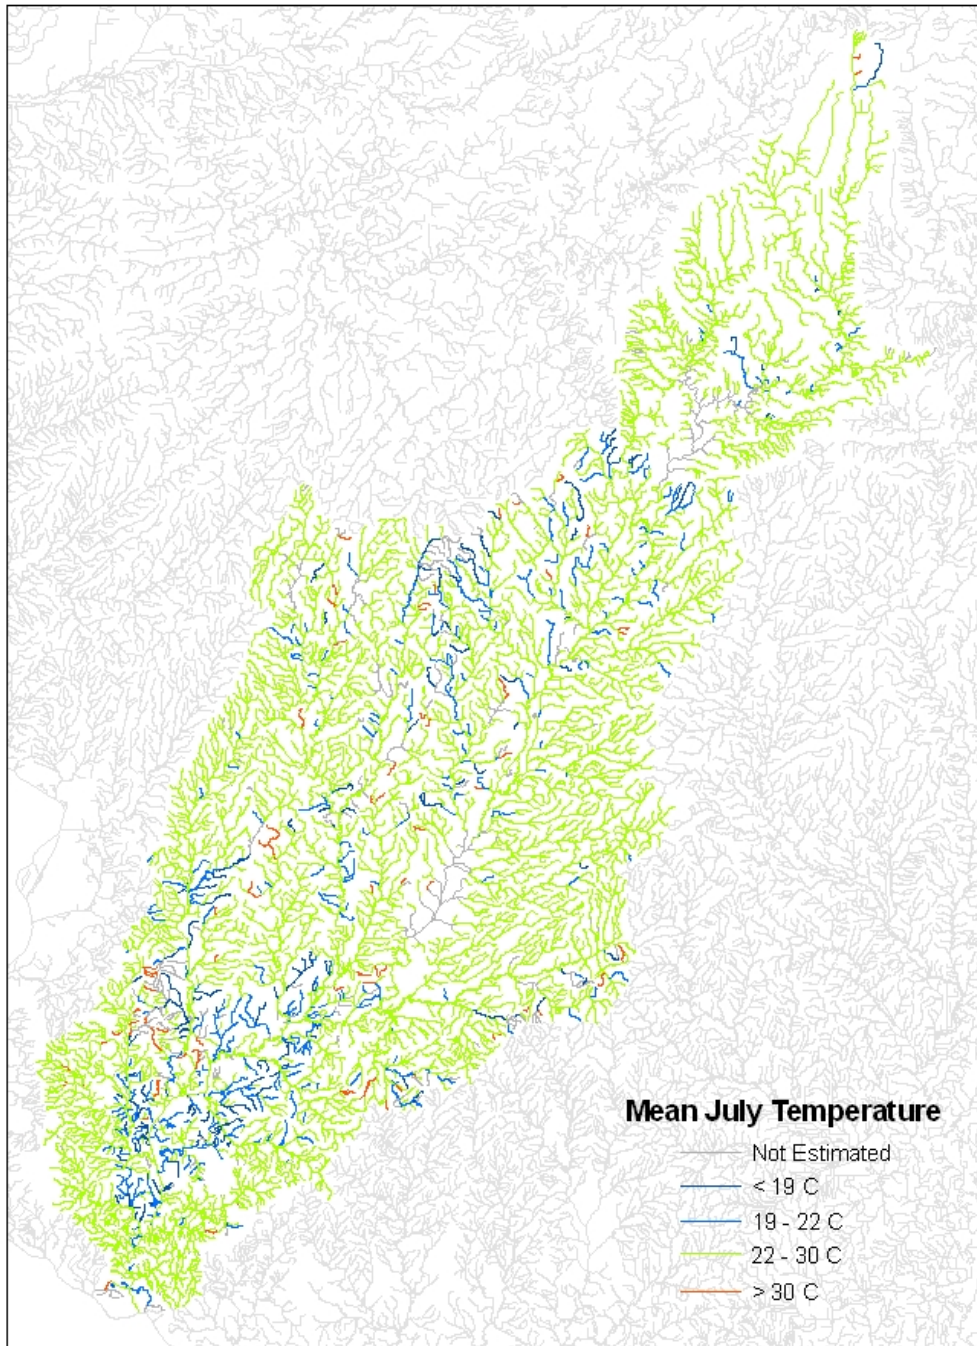 Mean July Temperature
Not Estimated
< 19 C
19 - 22 C
22 - 30 C
> 30 C